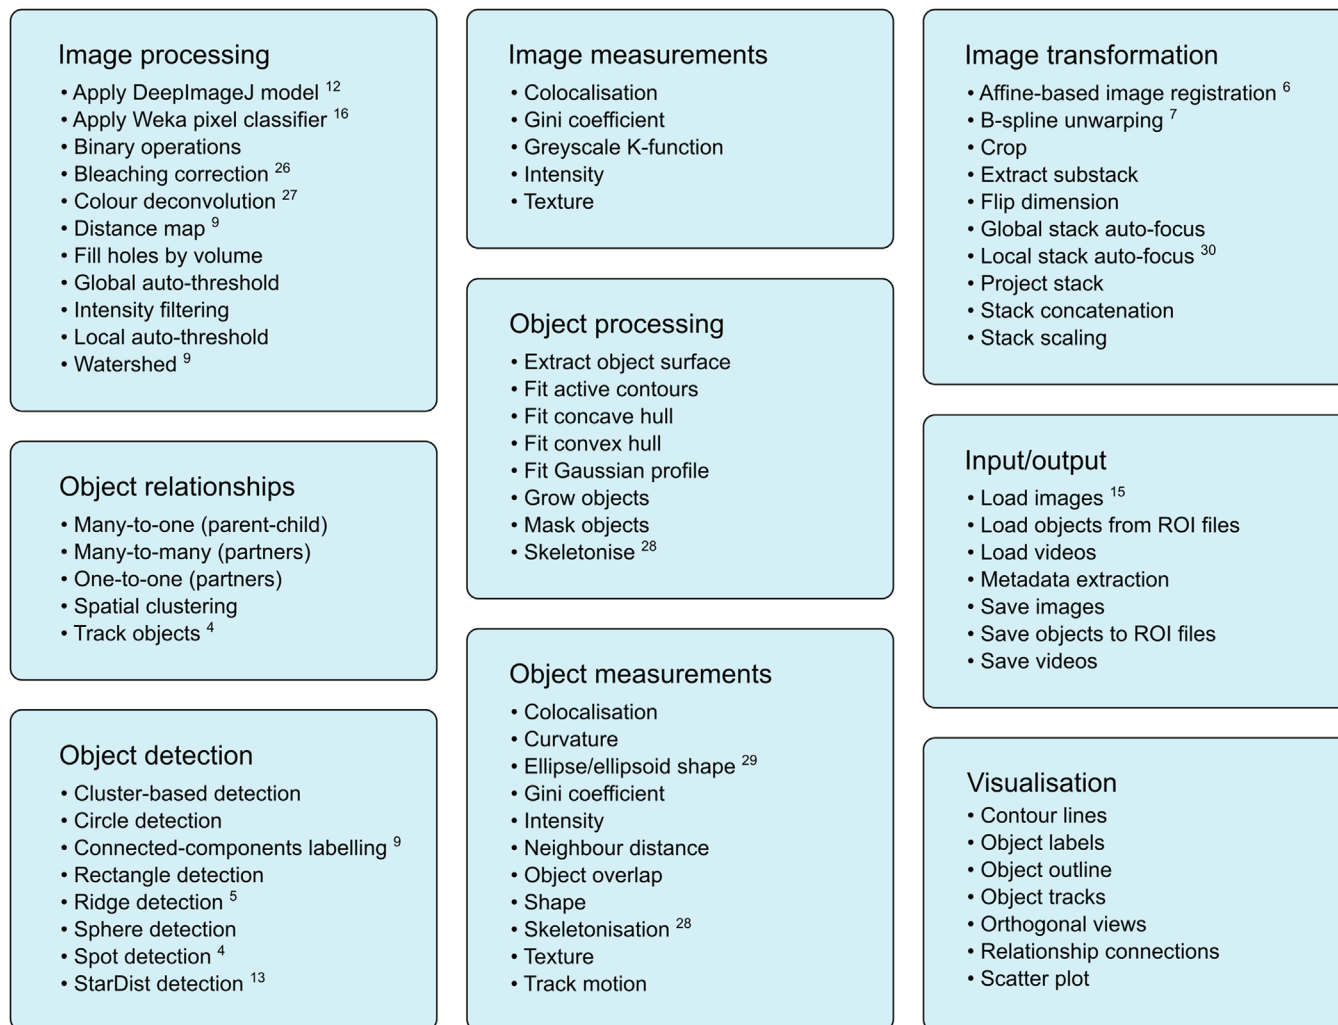 Image processing
• Apply DeepImageJ model 12
• Apply Weka pixel classifier 16
• Binary operations
• Bleaching correction 26
• Colour deconvolution 27
• Distance map 9
• Fill holes by volume
• Global auto-threshold
• Intensity filtering
• Local auto-threshold
• Watershed 9
Object relationships
• Many-to-one (parent-child)
• Many-to-many (partners)
• One-to-one (partners)
• Spatial clustering
• Track objects 4
Object detection
• Cluster-based detection
• Circle detection
• Connected-components labelling 9
• Rectangle detection
• Ridge detection 5
• Sphere detection
• Spot detection 4
• StarDist detection 13
Image measurements
• Colocalisation
• Gini coefficient
• Greyscale K-function
• Intensity
• Texture
Object processing
• Extract object surface
• Fit active contours
• Fit concave hull
• Fit convex hull
• Fit Gaussian profile
• Grow objects
• Mask objects
• Skeletonise 28
Object measurements
• Colocalisation
• Curvature
• Ellipse/ellipsoid shape 29
• Gini coefficient
• Intensity
• Neighbour distance
• Object overlap
• Shape
• Skeletonisation 28
• Texture
• Track motion
Image transformation
• Affine-based image registration 6
• B-spline unwarping 7
• Crop
• Extract substack
• Flip dimension
• Global stack auto-focus
• Local stack auto-focus 30
• Project stack
• Stack concatenation
• Stack scaling
Input/output
• Load images 15
• Load objects from ROI files
• Load videos
• Metadata extraction
• Save images
• Save objects to ROI files
• Save videos
Visualisation
• Contour lines
• Object labels
• Object outline
• Object tracks
• Orthogonal views
• Relationship connections
• Scatter plot